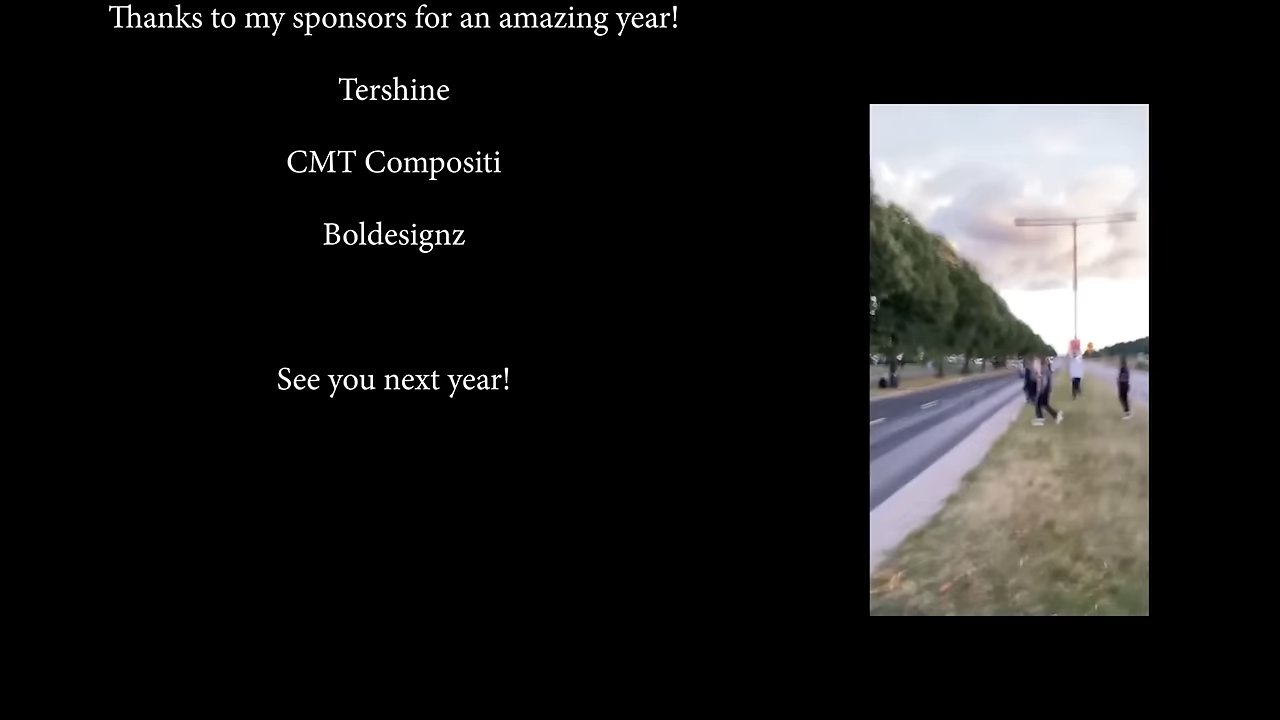 Thanks to my sponsors for an amazing year!
Tershine
CMT Compositi
Boldesignz
See you next year!